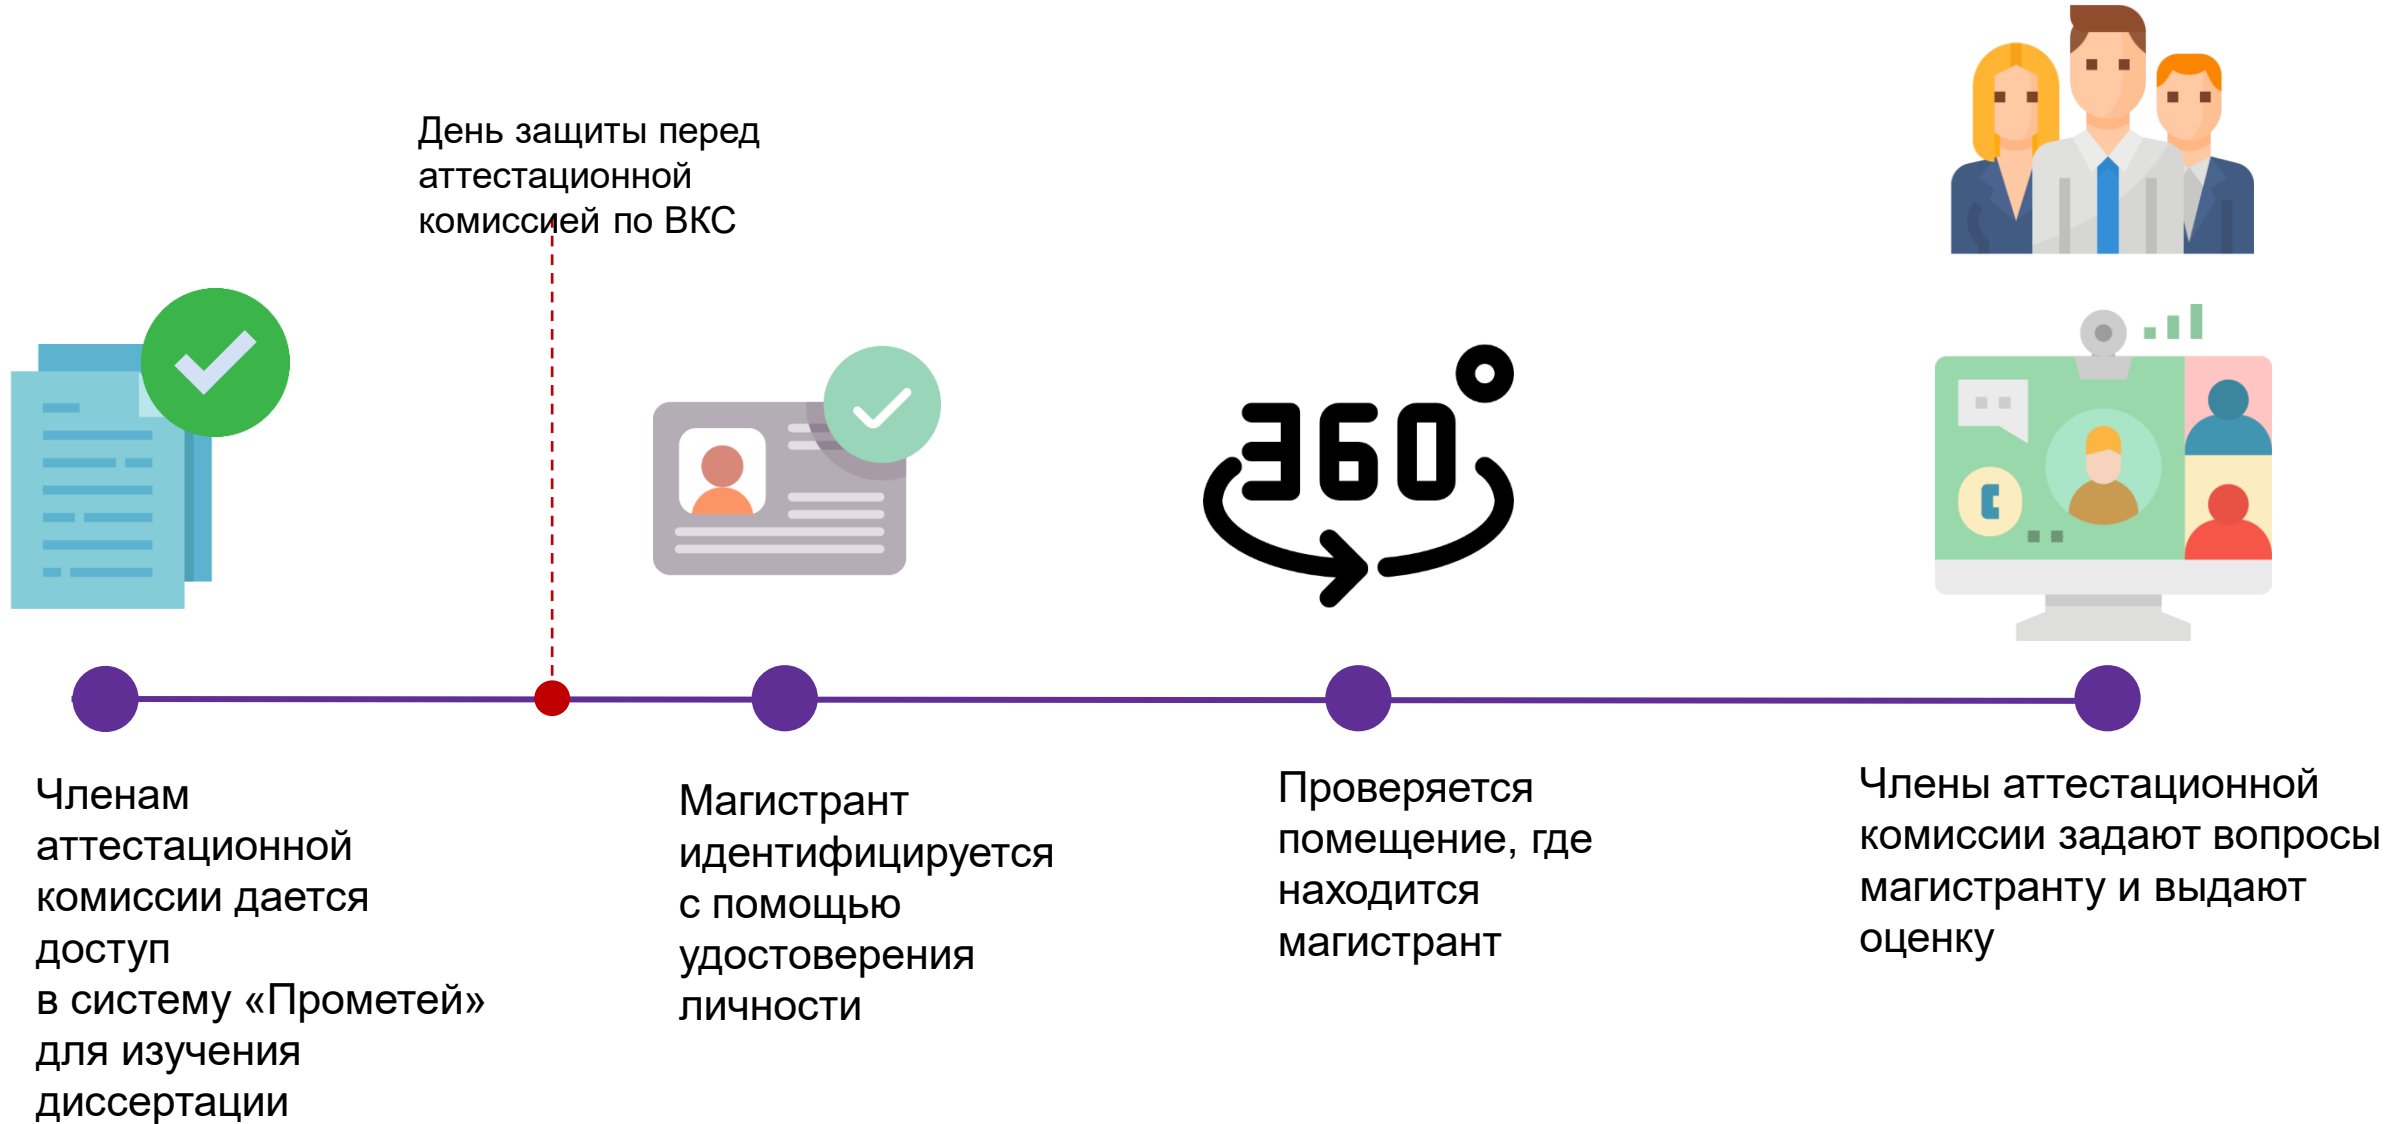 День защиты перед
аттестационной
комиссией по ВКС
360°
Членам
аттестационной
комиссии дается
доступ
в систему «Прометей»
для изучения
диссертации
Магистрант
идентифицируется
с помощью
удостоверения
личности
Проверяется
помещение, где
находится
магистрант
Члены аттестационной
комиссии задают вопросы
магистранту и выдают
оценку